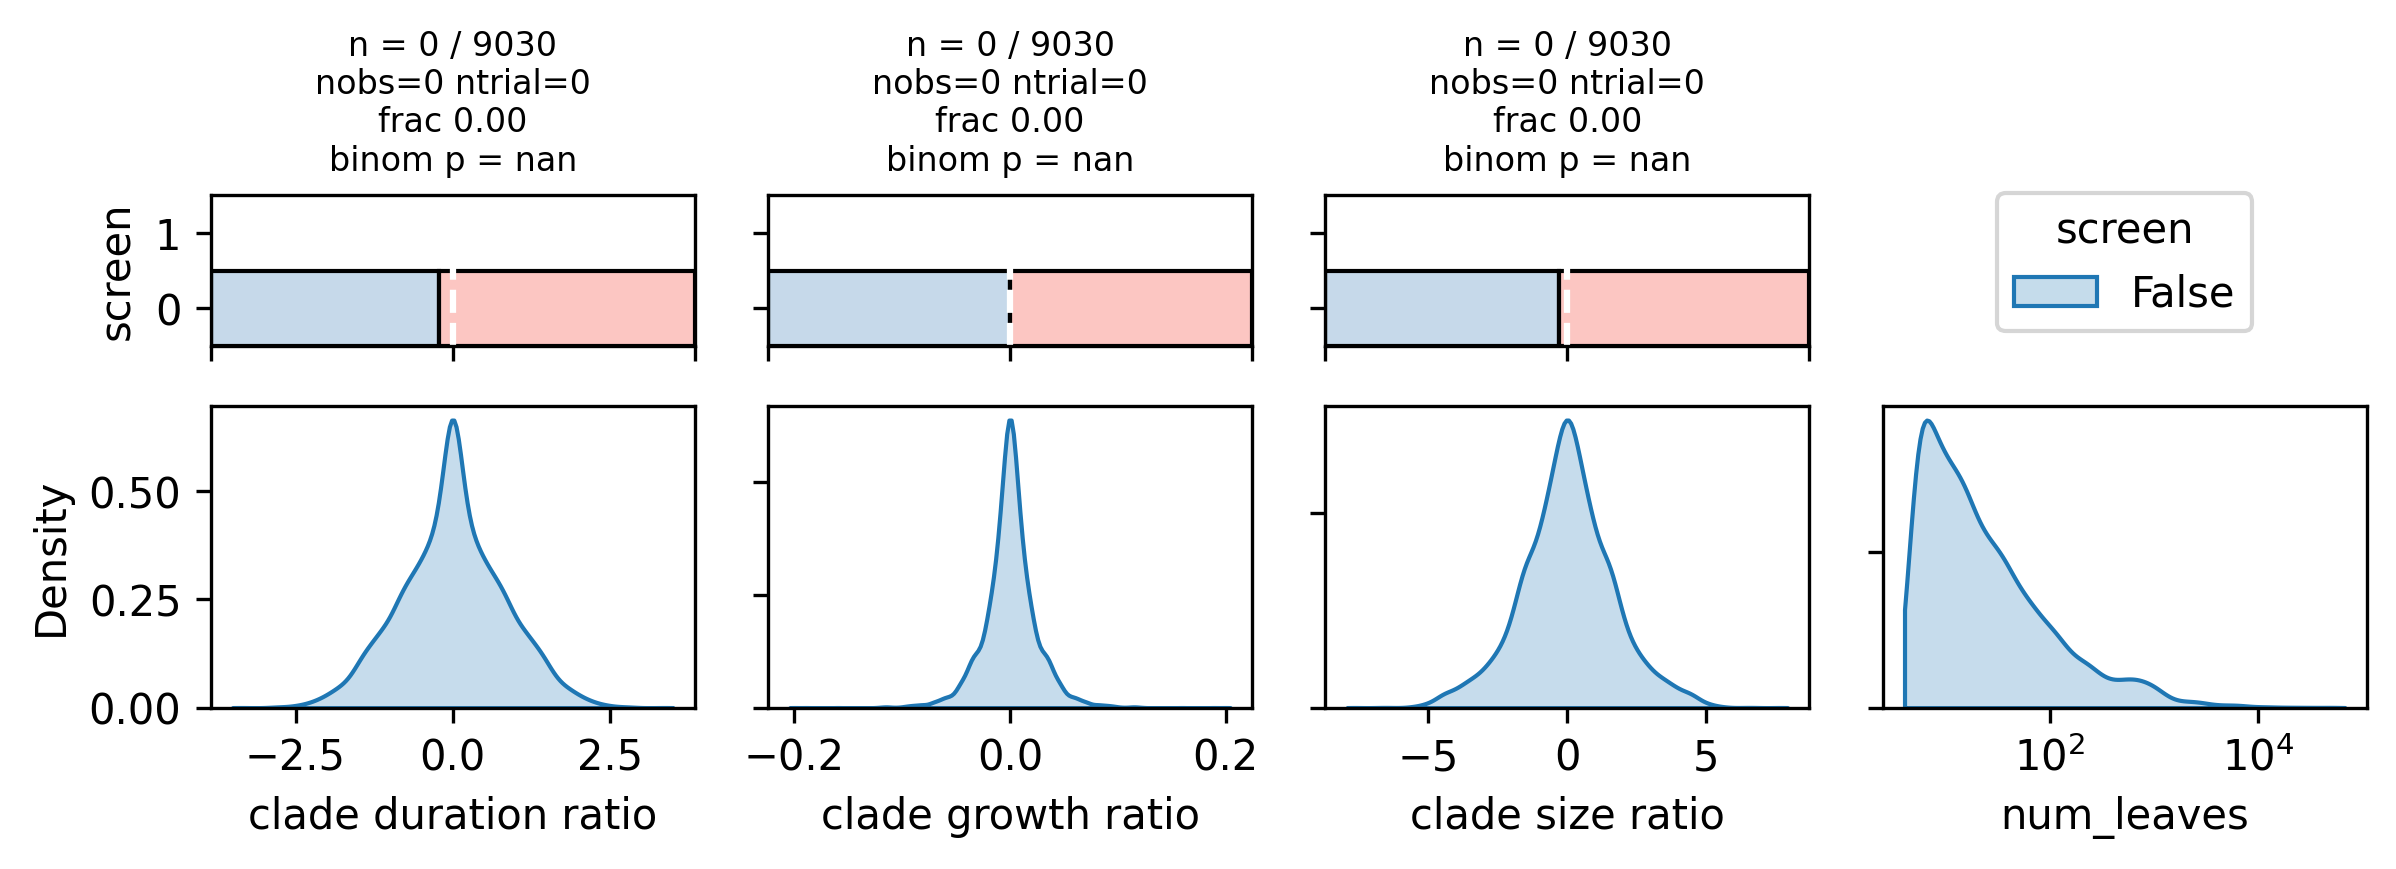 n = 0 / 9030
nobs=0 ntrial=0
frac 0.00
binom p = nan
n = 0 / 9030
nobs=0 ntrial=0
frac 0.00
binom p = nan
n = 0 / 9030
nobs=0 ntrial=0
frac 0.00
binom p = nan
screen
1
0
screen
False
Density
0.50
0.25
0.00
−2.5 0.0 2.5
clade duration ratio
−0.2 0.0 0.2
clade growth ratio
−5 0 5
clade size ratio
10² 10⁴
num_leaves